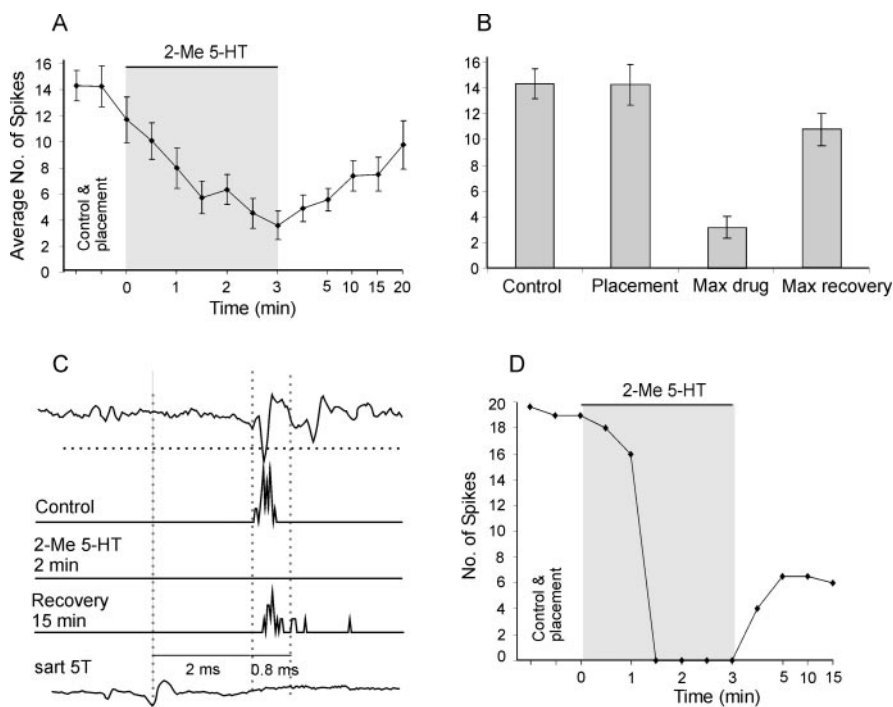 A
2-Me 5-HT
Average No. of Spikes
16
14
12
10
8
6
4
2
0
Control &
placement
0 1 2 3 5 10 15 20
Time (min)
B
16
14
12
10
8
6
4
2
0
Control Placement Max drug Max recovery
C
Control
2-Me 5-HT
2 min
Recovery
15 min
sart 5T
2 ms 0.8 ms
D
2-Me 5-HT
No. of Spikes
20
18
16
14
12
10
8
6
4
2
0
Control &
placement
0 1 2 3 5 10 15
Time (min)